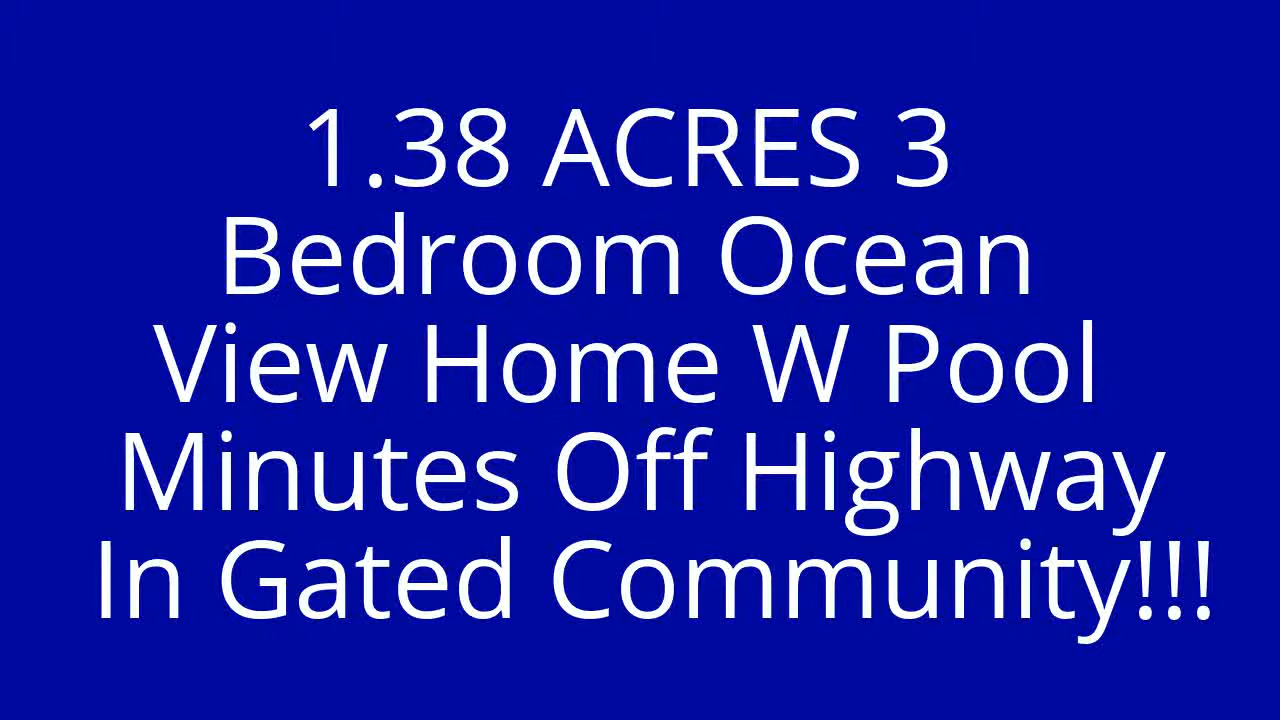 1.38 ACRES 3
Bedroom Ocean
View Home W Pool
Minutes Off Highway
In Gated Community!!!